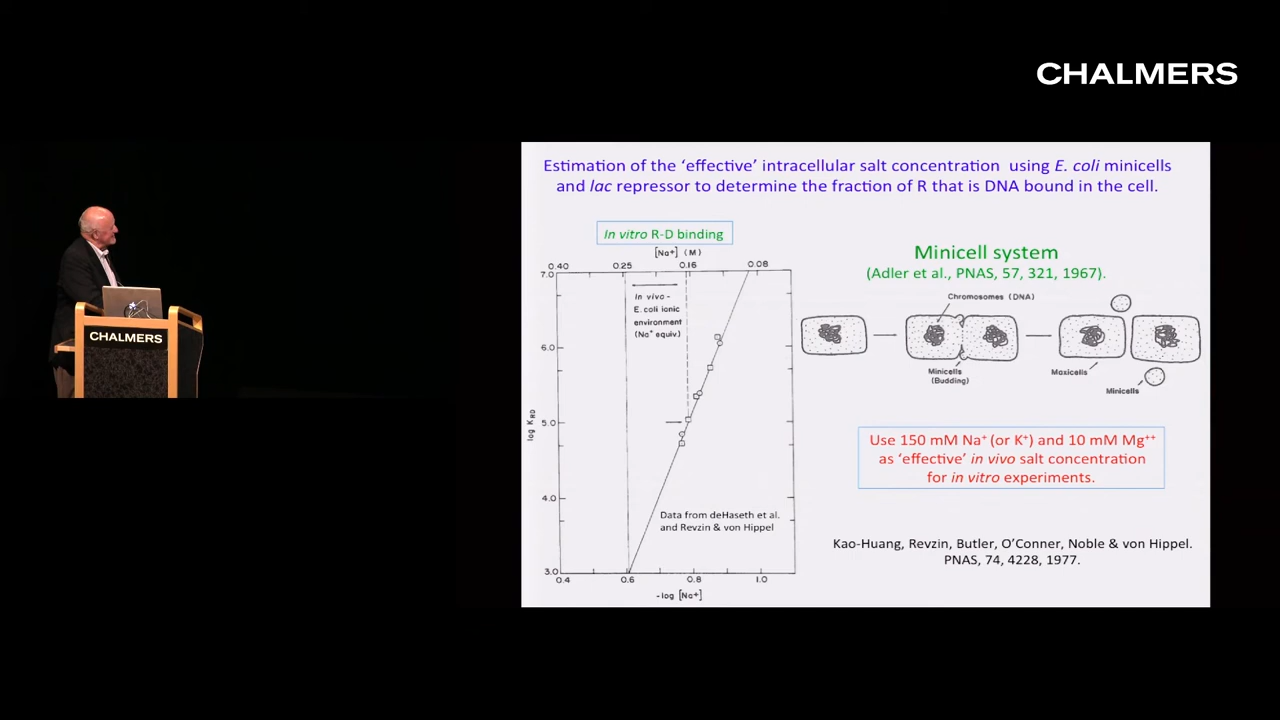 CHALMERS
CHALMERS
Estimation of the ‘effective’ intracellular salt concentration using E. coli minicells
and lac repressor to determine the fraction of R that is DNA bound in the cell.
In vitro R-D binding
[Na⁺] (M)
0.40 0.25 0.16 0.08
7.0
6.0
5.0
4.0
3.0
log K_RD
In vivo -
E. coli ionic
environment
(Na⁺ equiv.)
Data from deHaseth et al.
and Revzin & von Hippel
0.4 0.6 0.8 1.0
-log [Na⁺]
Minicell system
(Adler et al., PNAS, 57, 321, 1967).
Chromosomes (DNA)
Minicells
(Budding)
Maxicells
Minicells
Use 150 mM Na⁺ (or K⁺) and 10 mM Mg⁺⁺
as ‘effective’ in vivo salt concentration
for in vitro experiments.
Kao-Huang, Revzin, Butler, O’Conner, Noble & von Hippel.
PNAS, 74, 4228, 1977.